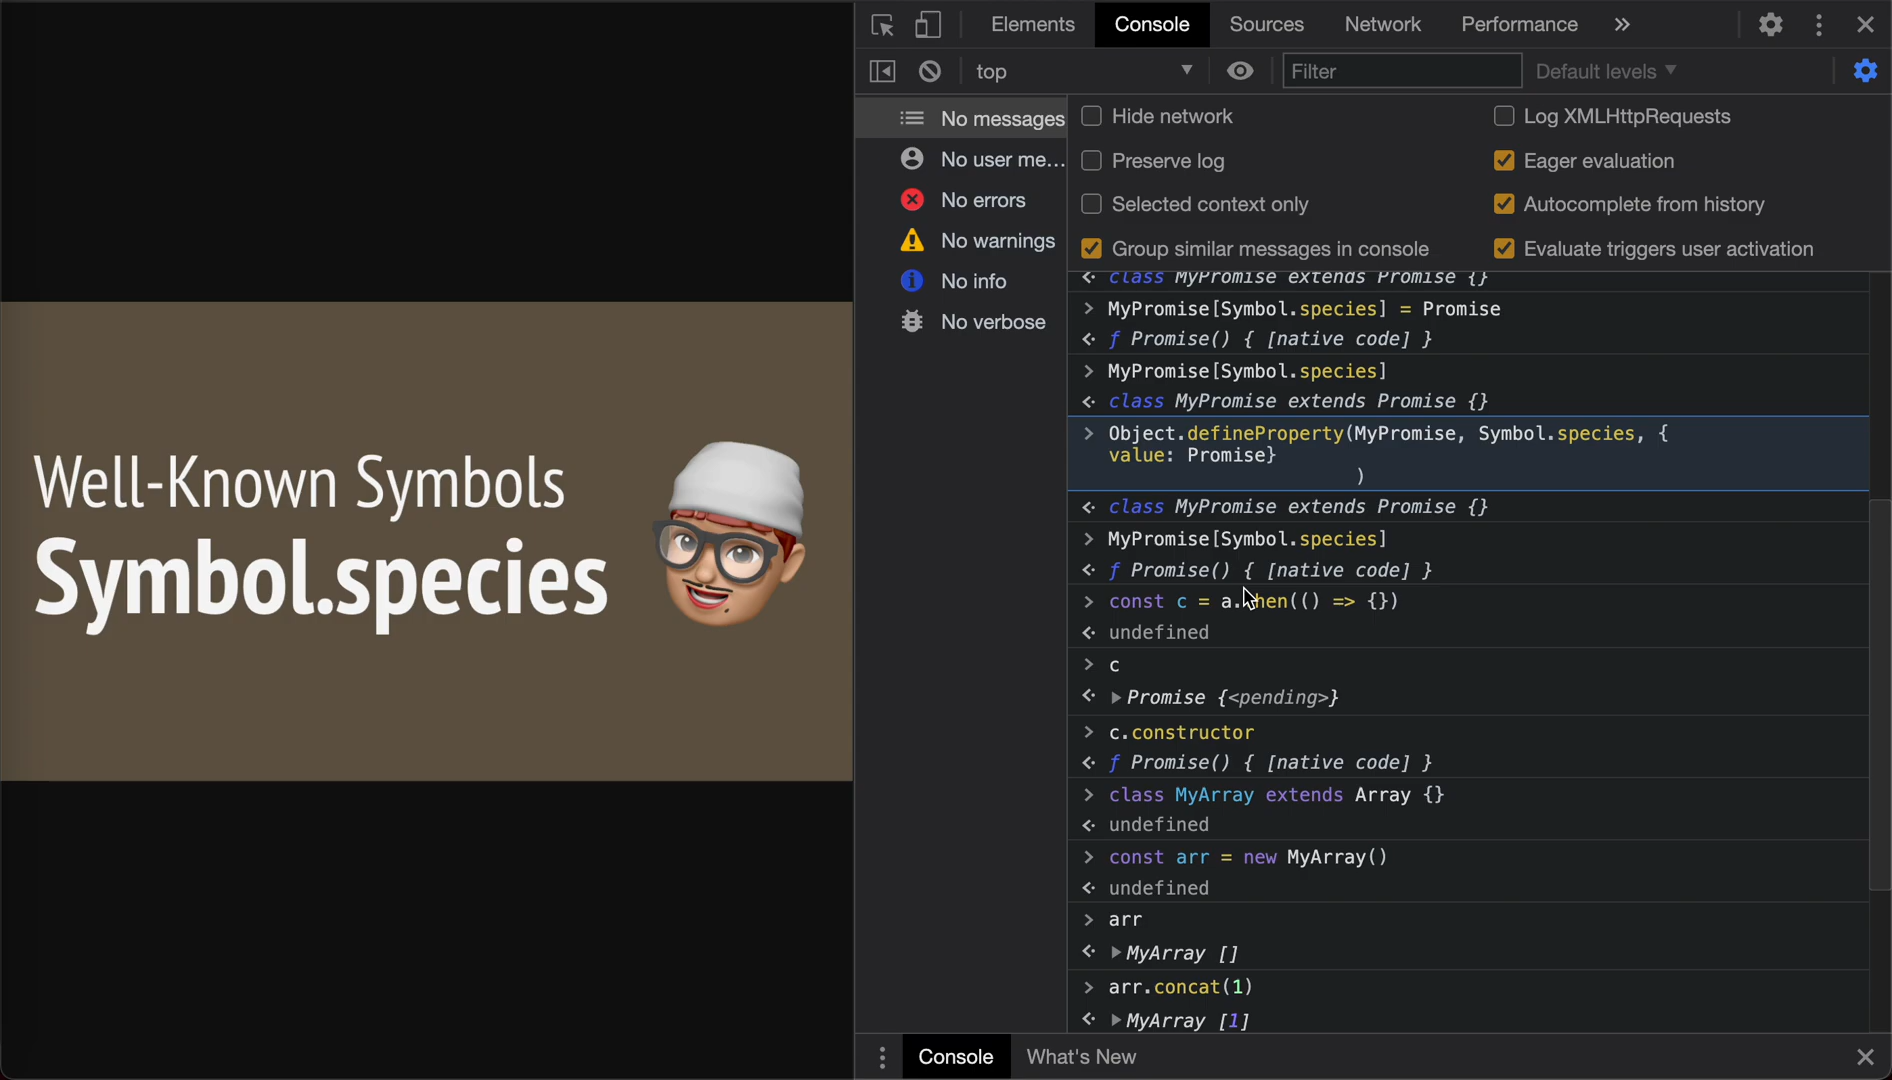 Well-Known Symbols
Symbol.species
Elements
Console
Sources
Network
Performance
top
Filter
Default levels
No messages
No user me...
No errors
No warnings
No info
No verbose
Hide network
Log XMLHttpRequests
Preserve log
Eager evaluation
Selected context only
Autocomplete from history
Group similar messages in console
Evaluate triggers user activation
class MyPromise extends Promise {}
MyPromise[Symbol.species] = Promise
ƒ Promise() { [native code] }
MyPromise[Symbol.species]
class MyPromise extends Promise {}
Object.defineProperty(MyPromise, Symbol.species, {
value: Promise}
)
class MyPromise extends Promise {}
MyPromise[Symbol.species]
ƒ Promise() { [native code] }
const c = a.then(() => {})
undefined
c
Promise {<pending>}
c.constructor
ƒ Promise() { [native code] }
class MyArray extends Array {}
undefined
const arr = new MyArray()
undefined
arr
MyArray []
arr.concat(1)
MyArray [1]
Console
What's New